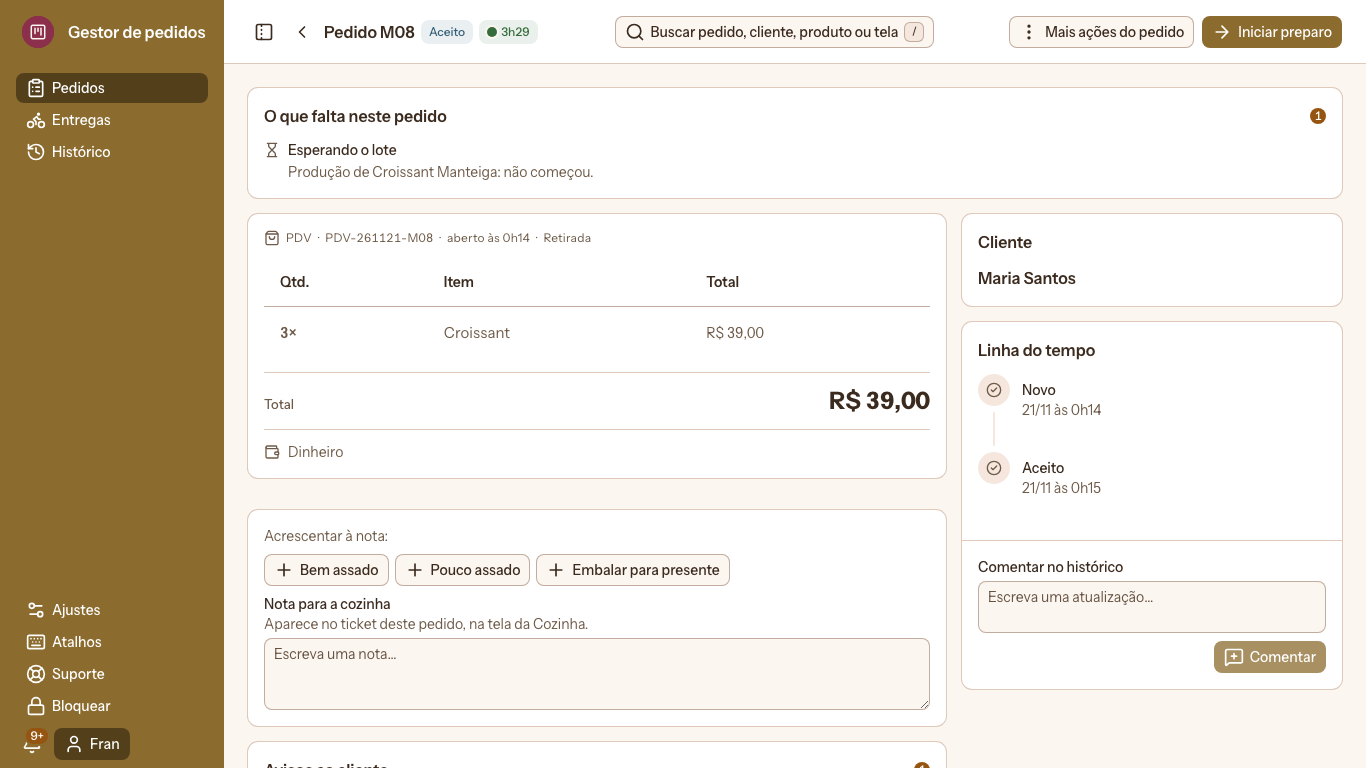 Gestor de pedidos
Pedidos
Entregas
Histórico
Ajustes
Atalhos
Suporte
Bloquear
9+
Fran
Pedido M08
Aceito
3h29
Buscar pedido, cliente, produto ou tela /
Mais ações do pedido
Iniciar preparo
O que falta neste pedido
1
Esperando o lote
Produção de Croissant Manteiga: não começou.
PDV · PDV-261121-M08 · aberto às 0h14 · Retirada
Qtd. Item Total
3× Croissant R$ 39,00
Total R$ 39,00
Dinheiro
Acrescentar à nota:
Bem assado
Pouco assado
Embalar para presente
Nota para a cozinha
Aparece no ticket deste pedido, na tela da Cozinha.
Escreva uma nota...
Cliente
Maria Santos
Linha do tempo
Novo
21/11 às 0h14
Aceito
21/11 às 0h15
Comentar no histórico
Escreva uma atualização...
Comentar